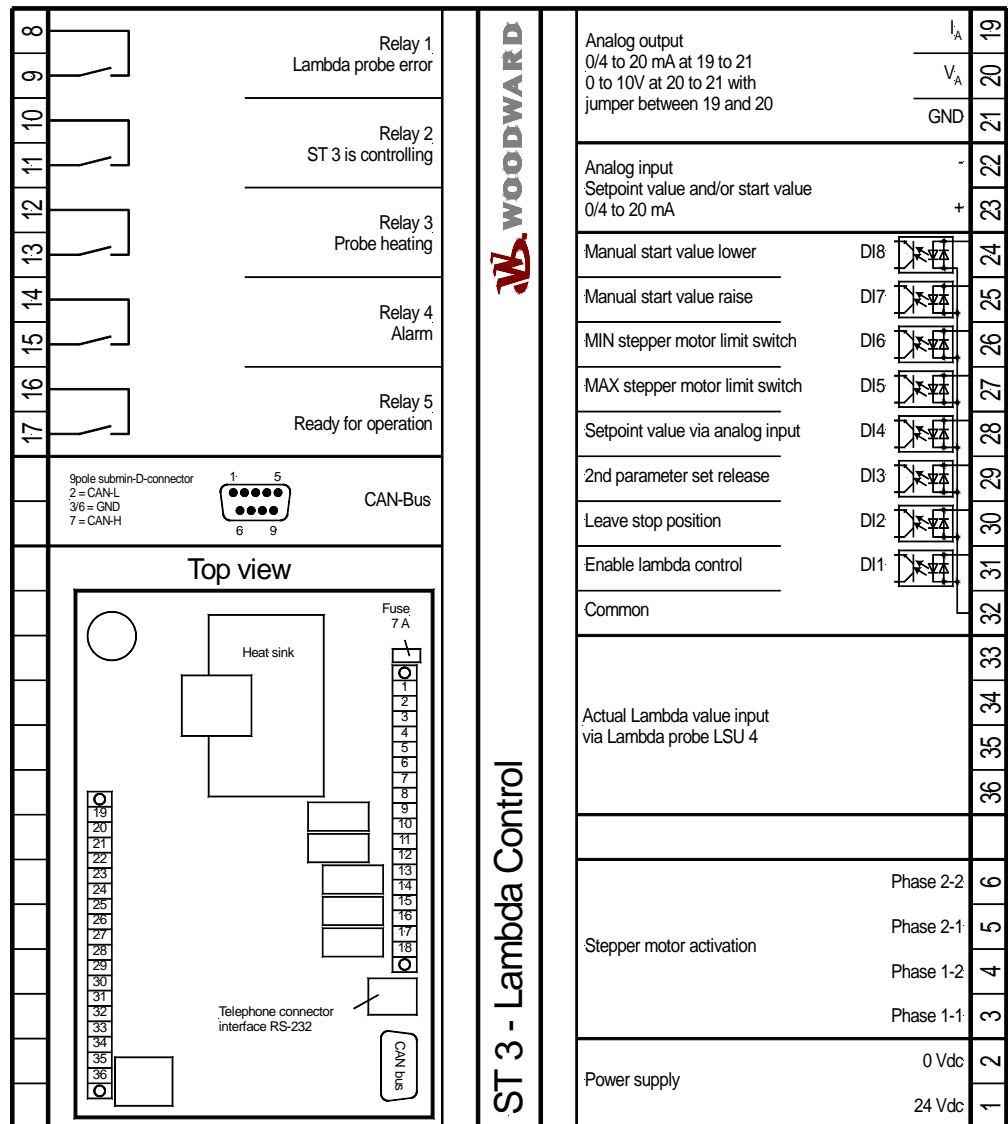 8
9
10
11
12
13
14
15
16
17
Relay 1
Lambda probe error
Relay 2
ST 3 is controlling
Relay 3
Probe heating
Relay 4
Alarm
Relay 5
Ready for operation
9pole submin-D-connector
2 = CAN-L
3/6 = GND
7 = CAN-H
1 5
6 9
CAN-Bus
Top view
Fuse
7 A
Heat sink
1
2
3
4
5
6
7
8
9
10
11
12
13
14
15
16
17
18
19
20
21
22
23
24
25
26
27
28
29
30
31
32
33
34
35
36
Telephone connector
interface RS-232
CAN bus
WOODWARD
ST 3 - Lambda Control
Analog output
0/4 to 20 mA at 19 to 21
0 to 10V at 20 to 21 with
jumper between 19 and 20
IA 19
VA 20
GND 21
Analog input
Setpoint value and/or start value
0/4 to 20 mA
- 22
+ 23
Manual start value lower DI8 24
Manual start value raise DI7 25
MIN stepper motor limit switch DI6 26
MAX stepper motor limit switch DI5 27
Setpoint value via analog input DI4 28
2nd parameter set release DI3 29
Leave stop position DI2 30
Enable lambda control DI1 31
Common 32
33
34
35
36
Actual Lambda value input
via Lambda probe LSU 4
Stepper motor activation
Phase 2-2 6
Phase 2-1 5
Phase 1-2 4
Phase 1-1 3
Power supply
0 Vdc 2
24 Vdc 1